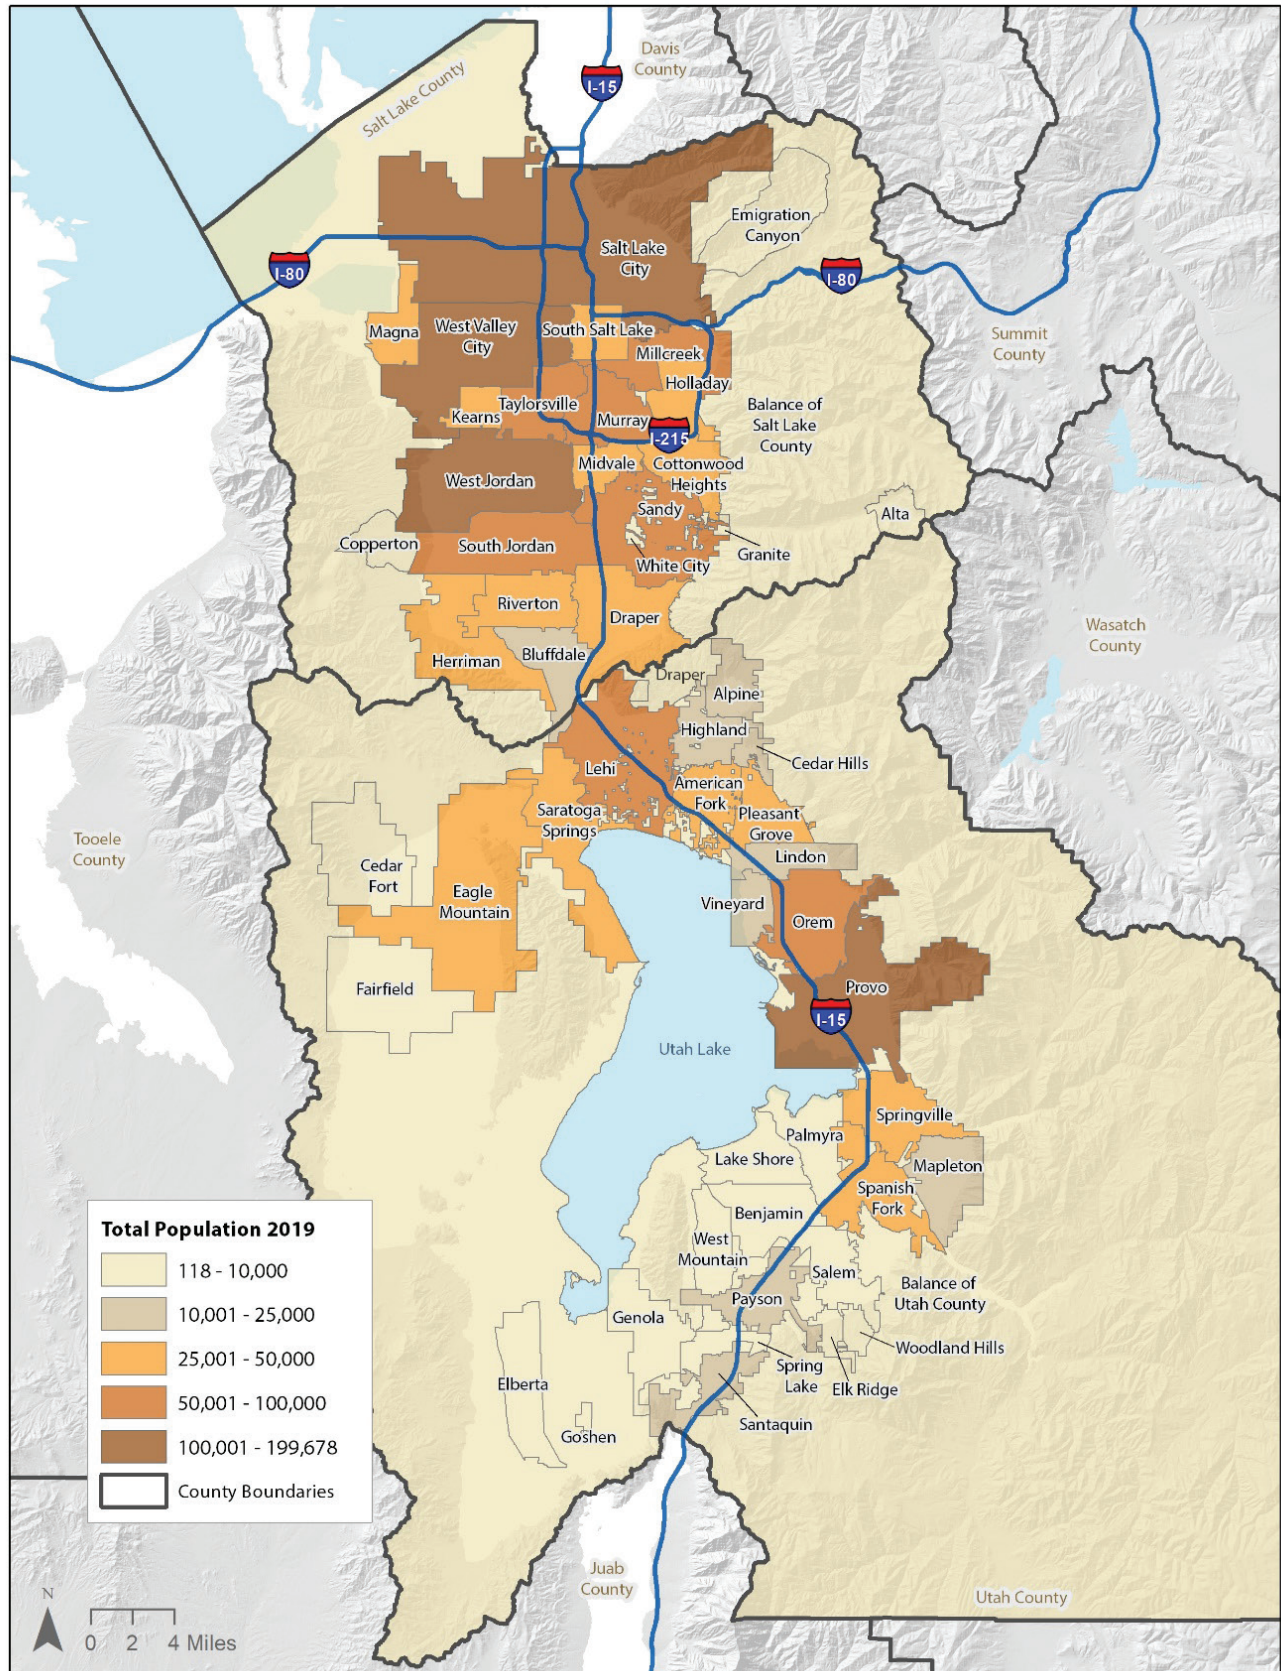 Davis
County
I-15
Salt Lake County
Emigration
Canyon
Salt Lake
City
I-80
I-80
Magna
West Valley
City
South Salt Lake
Millcreek
Summit
County
Holladay
Kearns
Taylorsville
Murray
I-215
Balance of
Salt Lake
County
Midvale
Cottonwood
Heights
West Jordan
Sandy
Alta
Copperton
South Jordan
Granite
White City
Riverton
Draper
Wasatch
County
Herriman
Bluffdale
Draper
Alpine
Highland
Cedar Hills
Lehi
American
Fork
Saratoga
Springs
Pleasant
Grove
Tooele
County
Lindon
Cedar
Fort
Eagle
Mountain
Vineyard
Orem
Fairfield
Provo
I-15
Utah Lake
Springville
Palmyra
Lake Shore
Mapleton
Spanish
Fork
Benjamin
West
Mountain
Salem
Balance of
Utah County
Payson
Genola
Woodland Hills
Spring
Lake
Elk Ridge
Elberta
Santaquin
Goshen
Total Population 2019
118 - 10,000
10,001 - 25,000
25,001 - 50,000
50,001 - 100,000
100,001 - 199,678
County Boundaries
Juab
County
Utah County
N
0 2 4 Miles